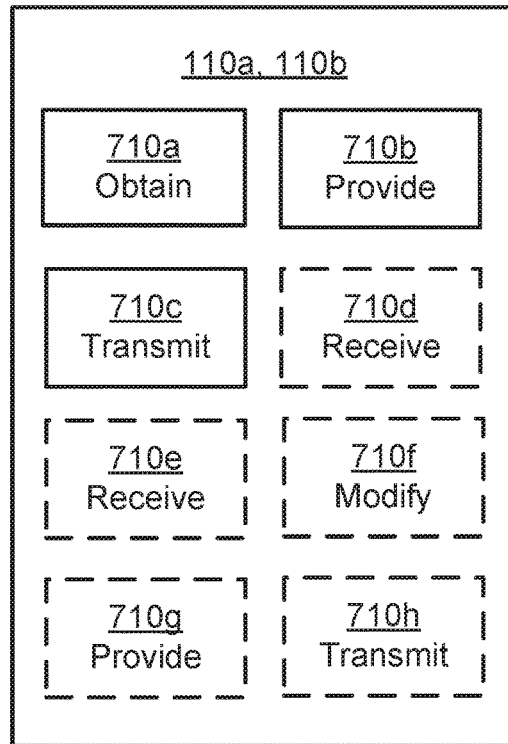 110a, 110b
710a
Obtain
710b
Provide
710c
Transmit
710d
Receive
710e
Receive
710f
Modify
710g
Provide
710h
Transmit